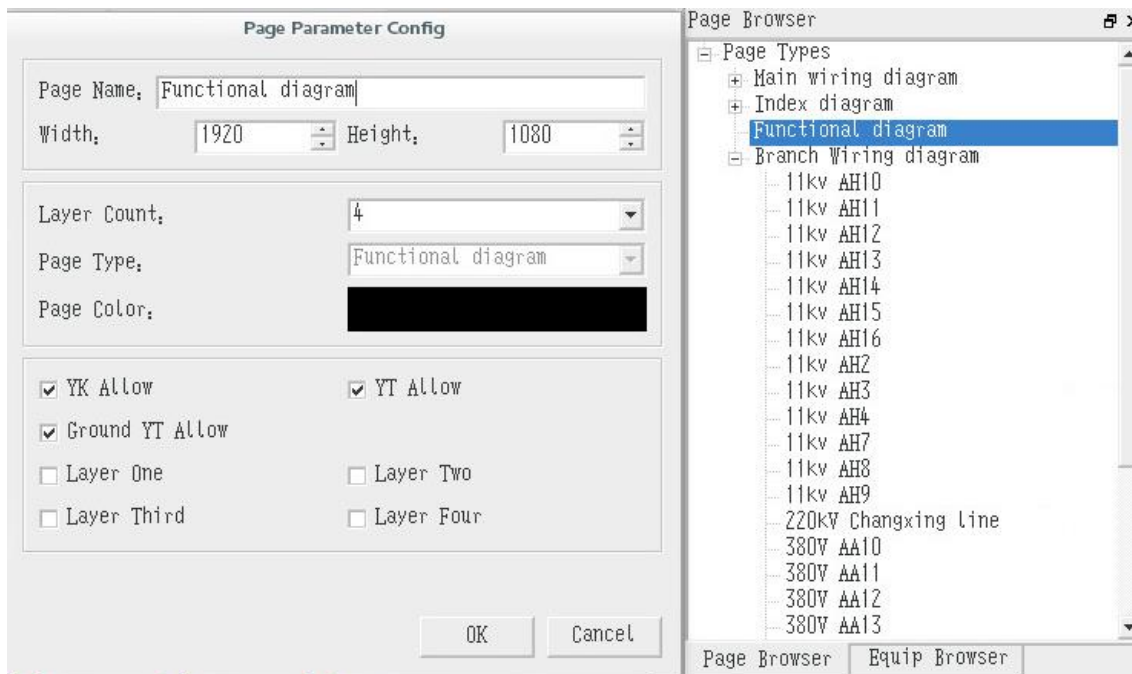 Page Parameter Config
Page Name: Functional diagram
Width: 1920 Height: 1080
Layer Count: 4
Page Type: Functional diagram
Page Color:
YK Allow YT Allow
Ground YT Allow
Layer One Layer Two
Layer Third Layer Four
OK Cancel
Page Browser
Page Types
Main wiring diagram
Index diagram
Functional diagram
Branch Wiring diagram
11kv AH10
11kv AH11
11kv AH12
11kv AH13
11kv AH14
11kv AH15
11kv AH16
11kv AH2
11kv AH3
11kv AH4
11kv AH7
11kv AH8
11kv AH9
220kV Changxing line
380V AA10
380V AA11
380V AA12
380V AA13
Page Browser Equip Browser